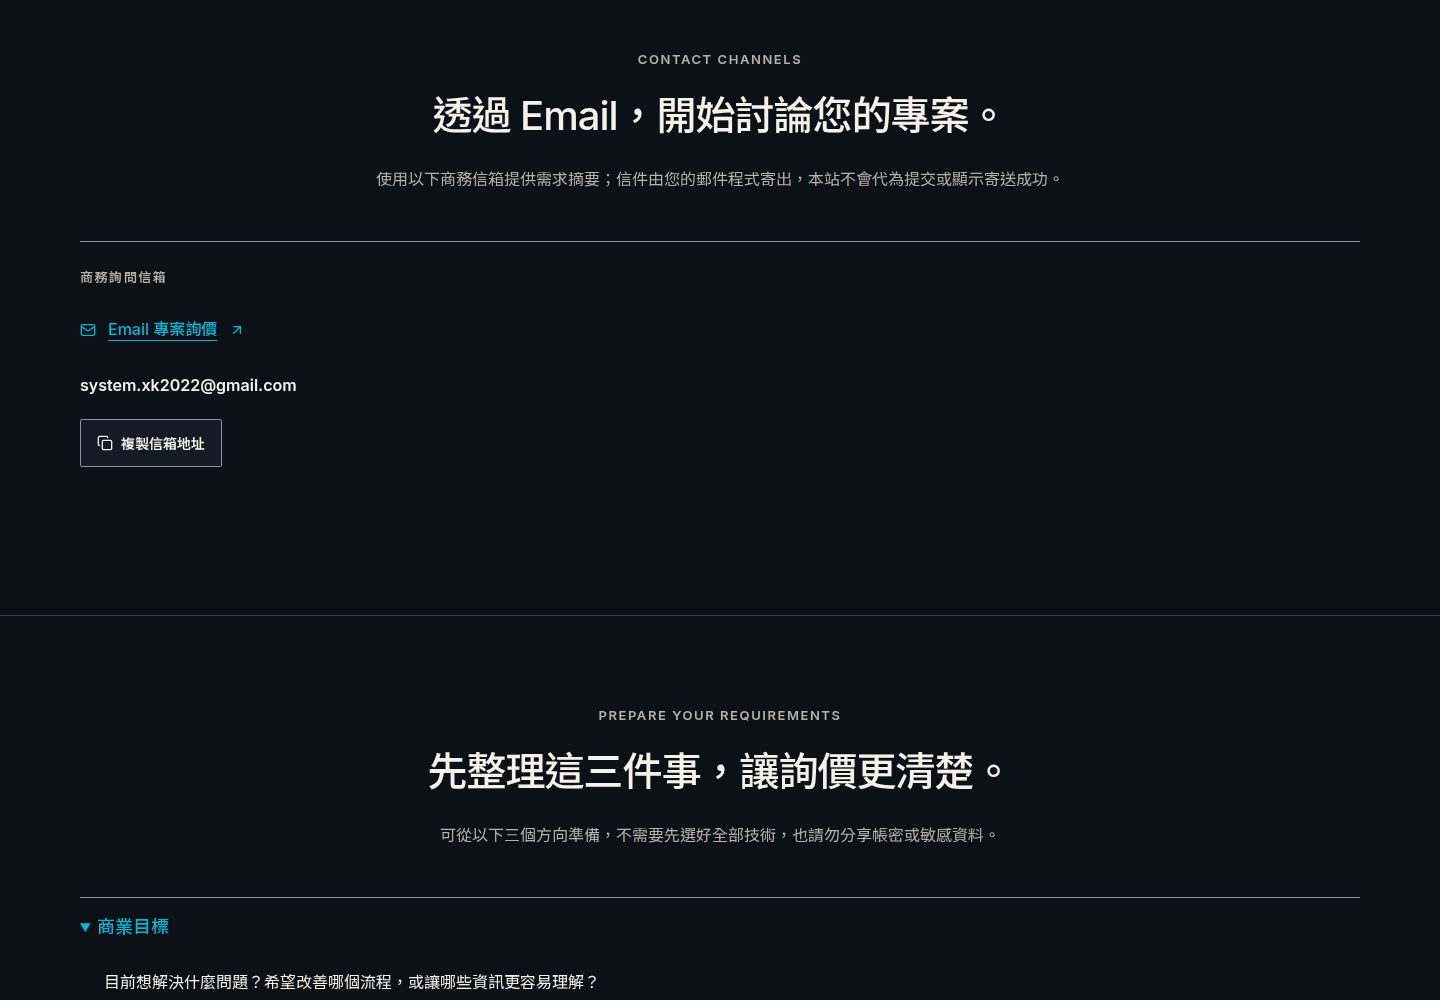 CONTACT CHANNELS
透過 Email，開始討論您的專案。
使用以下商務信箱提供需求摘要；信件由您的郵件程式寄出，本站不會代為提交或顯示寄送成功。
商務詢問信箱
Email 專案詢價
system.xk2022@gmail.com
複製信箱地址
PREPARE YOUR REQUIREMENTS
先整理這三件事，讓詢價更清楚。
可從以下三個方向準備，不需要先選好全部技術，也請勿分享帳密或敏感資料。
商業目標
目前想解決什麼問題？希望改善哪個流程，或讓哪些資訊更容易理解？